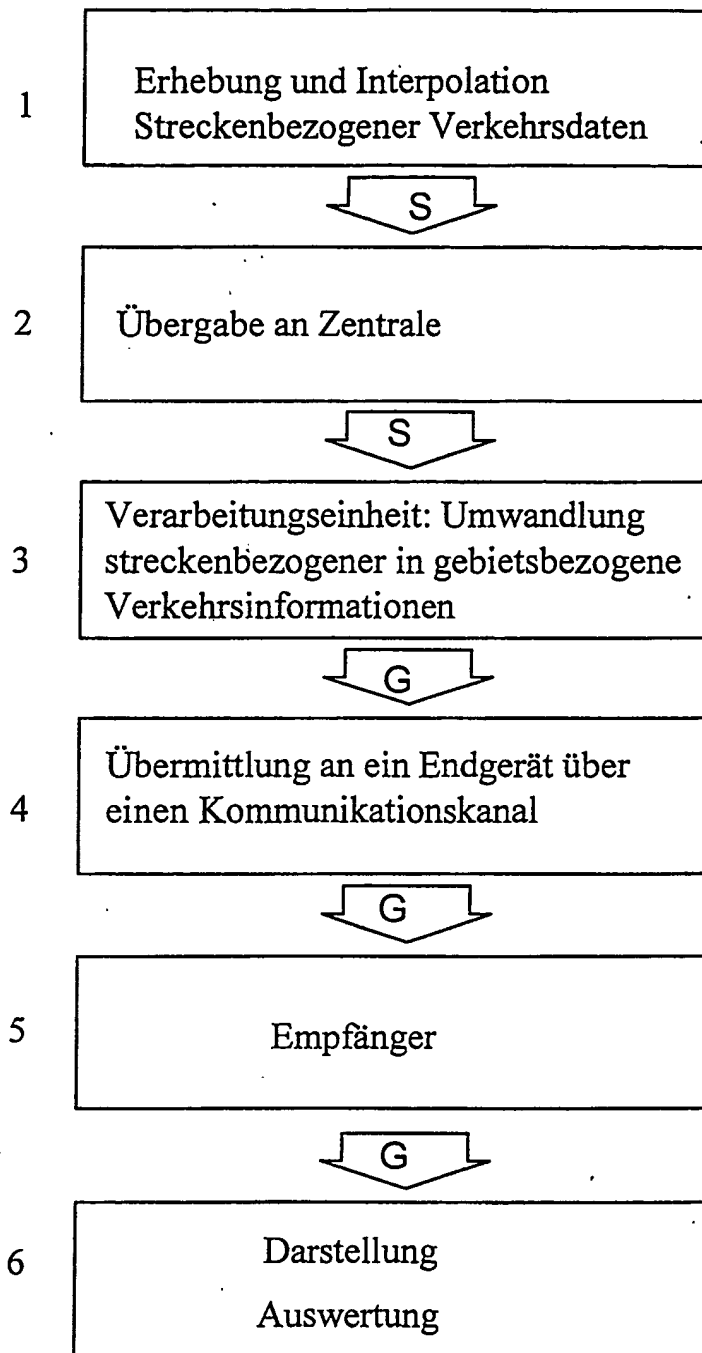 1
Erhebung und Interpolation
Streckenbezogener Verkehrsdaten
S
2
Übergabe an Zentrale
S
3
Verarbeitungseinheit: Umwandlung
streckenbezogener in gebietsbezogene
Verkehrsinformationen
G
4
Übermittlung an ein Endgerät über
einen Kommunikationskanal
G
5
Empfänger
G
6
Darstellung
Auswertung